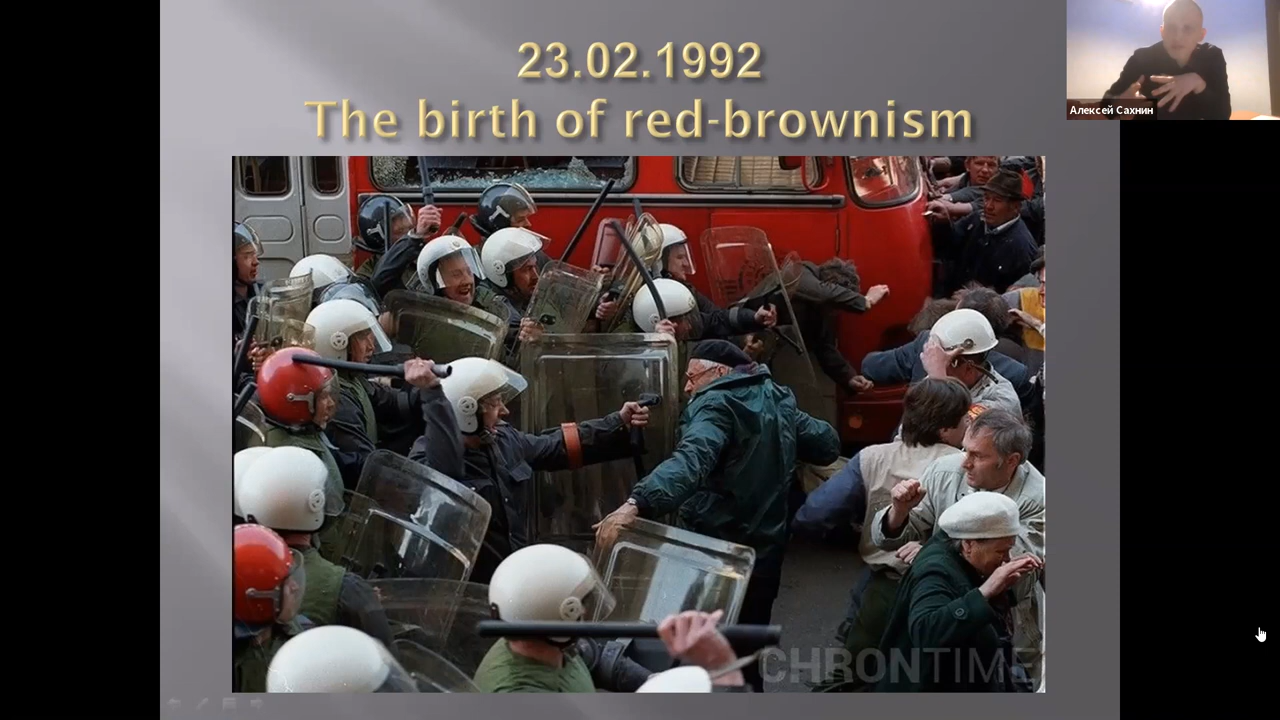 23.02.1992
The birth of red-brownism
Алексей Сахнин
CHRONTIME